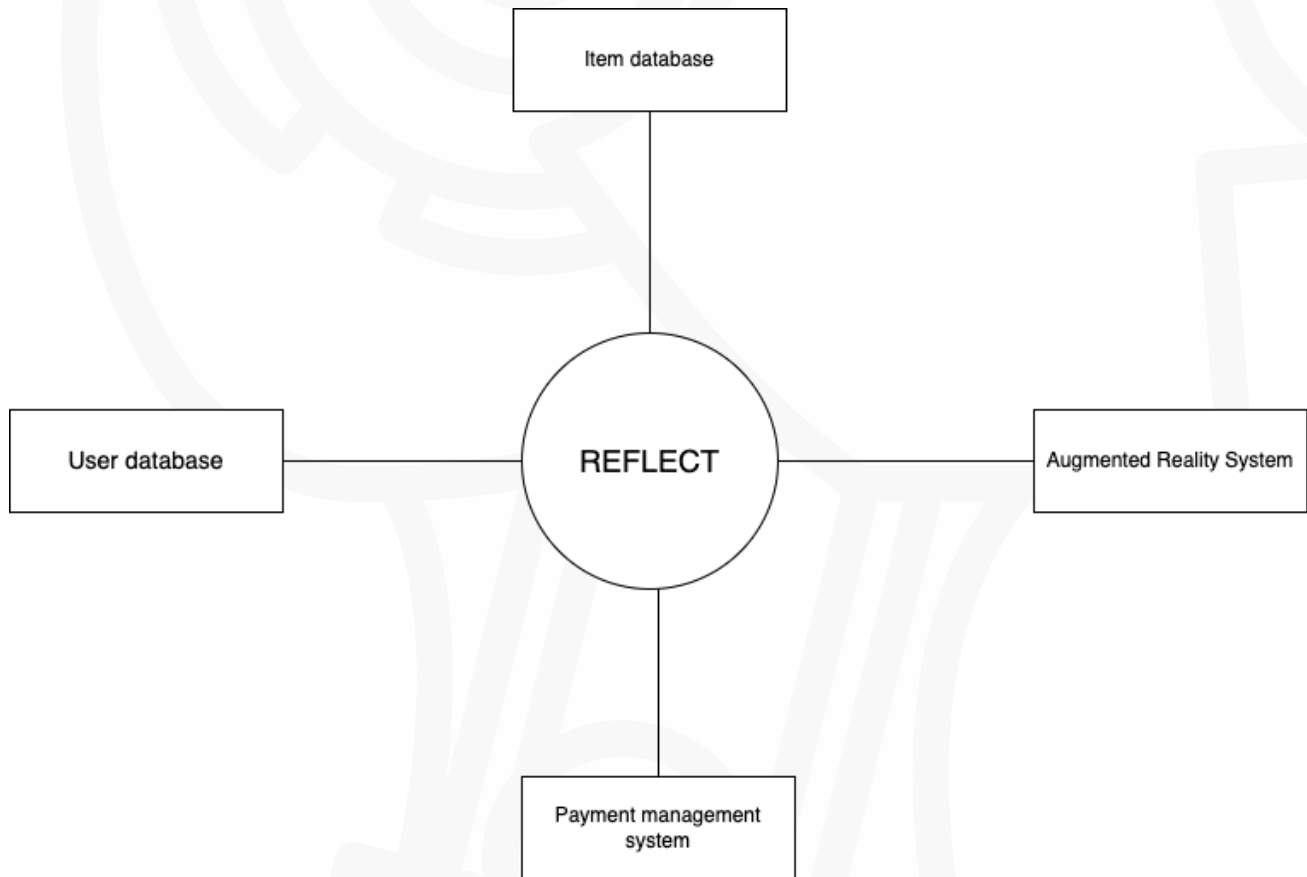 Item database
User database
REFLECT
Augmented Reality System
Payment management
system